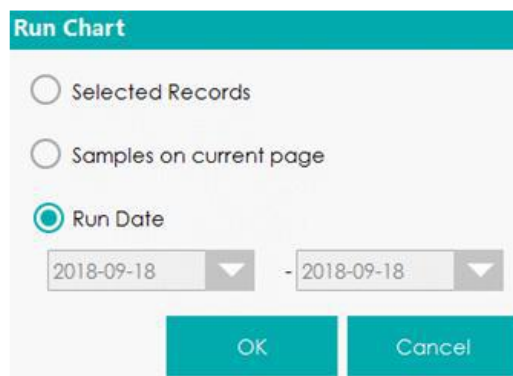 Run Chart
Selected Records
Samples on current page
Run Date
2018-09-18 - 2018-09-18
OK Cancel